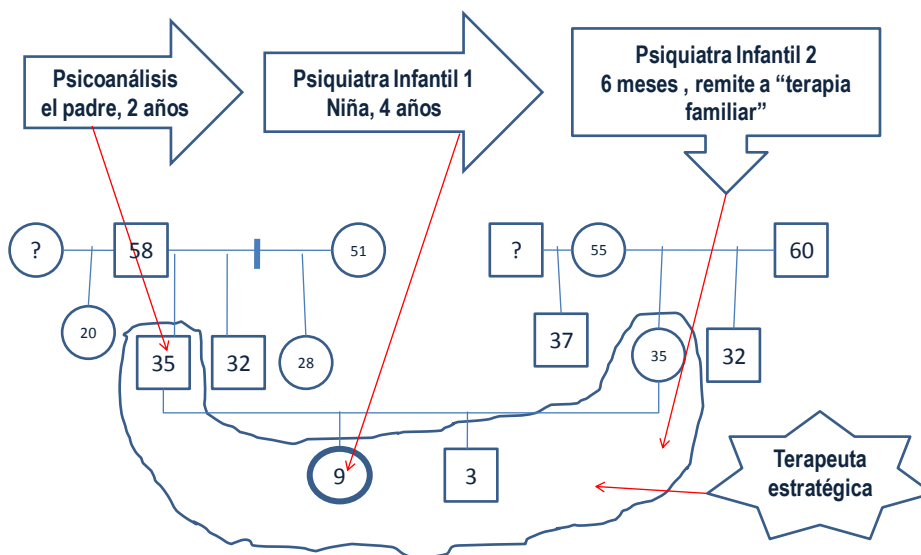 Psicoanálisis
el padre, 2 años
Psiquiatra Infantil 1
Niña, 4 años
Psiquiatra Infantil 2
6 meses , remite a “terapia
familiar”
?
58
51
?
55
60
20
35
32
28
37
35
32
9
3
Terapeuta
estratégica